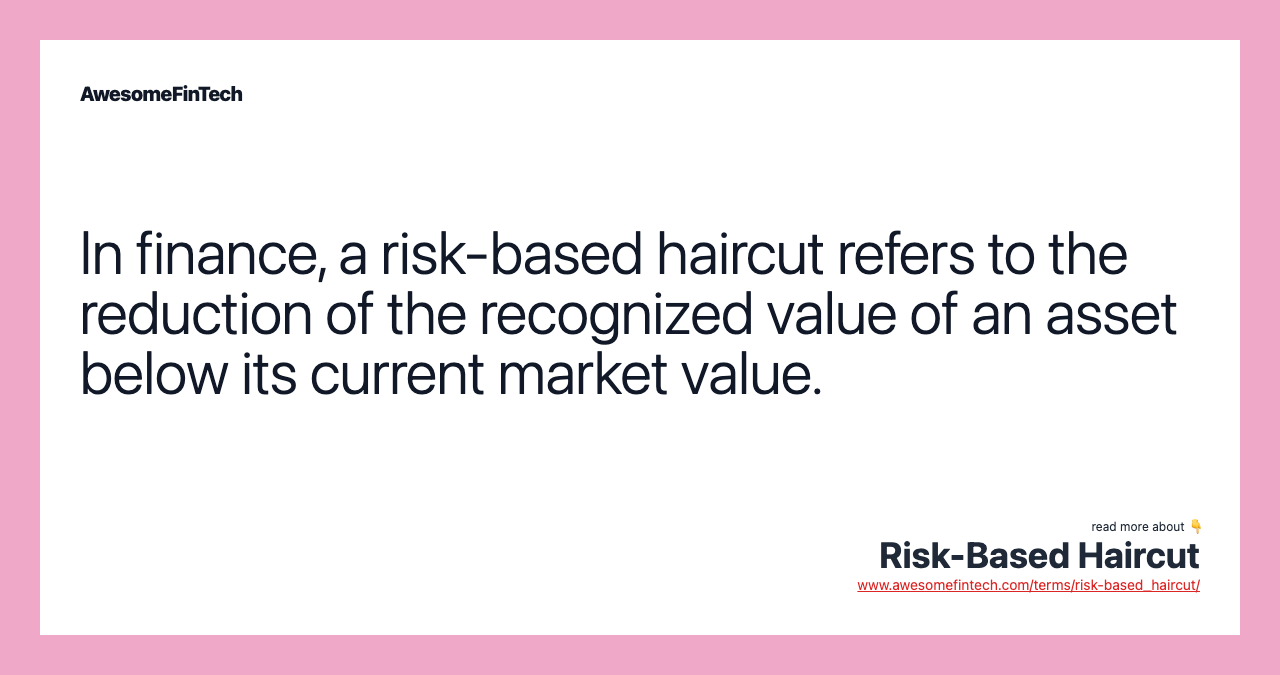 AwesomeFinTech
In finance, a risk-based haircut refers to the
reduction of the recognized value of an asset
below its current market value.
read more about 👇
Risk-Based Haircut
www.awesomefintech.com/terms/risk-based_haircut/